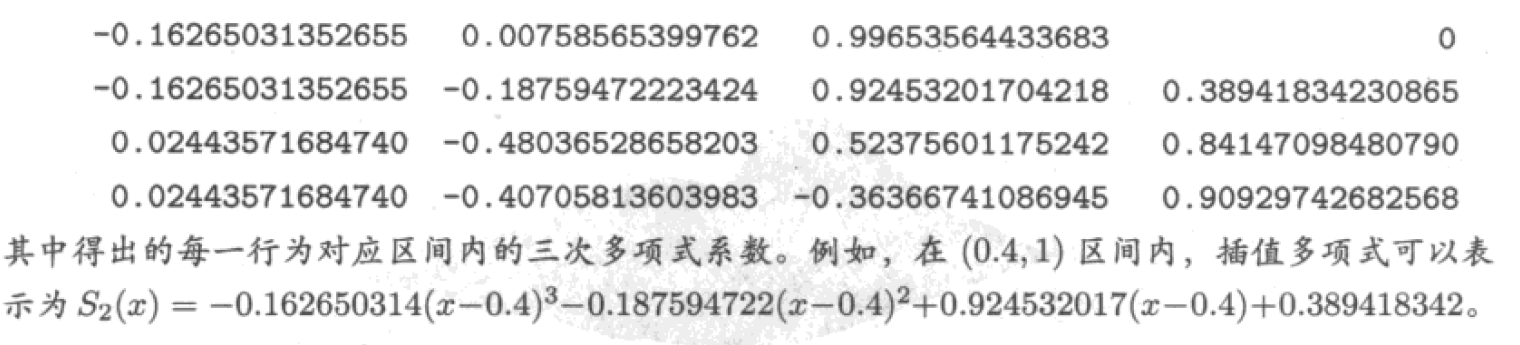 -0.16265031352655 0.00758565399762 0.99653564433683 0
-0.16265031352655 -0.18759472223424 0.92453201704218 0.38941834230865
0.02443571684740 -0.48036528658203 0.52375601175242 0.84147098480790
0.02443571684740 -0.40705813603983 -0.36366741086945 0.90929742682568
其中得出的每一行为对应区间内的三次多项式系数。例如，在 (0.4,1) 区间内，插值多项式可以表
示为 S₂(x) = −0.162650314(x−0.4)³−0.187594722(x−0.4)²+0.924532017(x−0.4)+0.389418342。